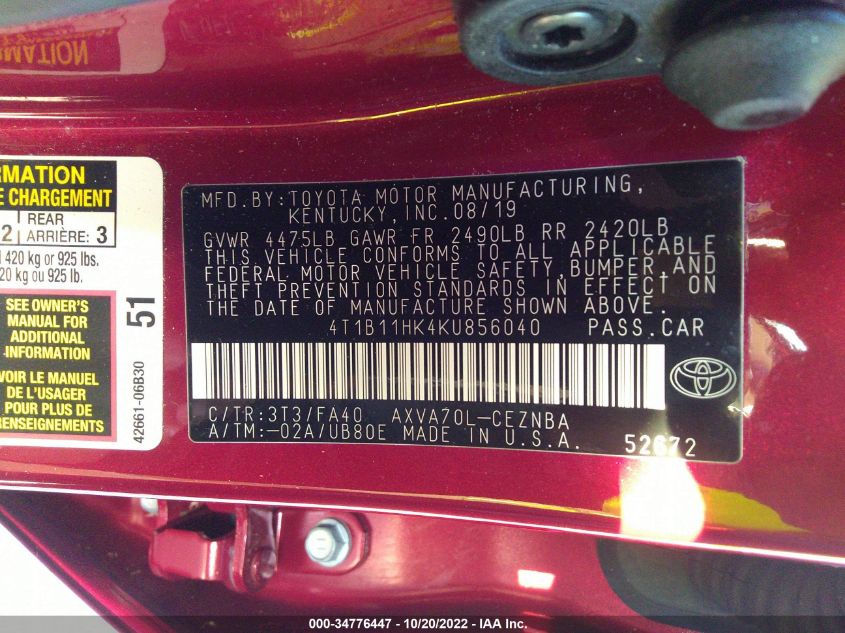 MATION
RMATION
E CHARGEMENT
2 REAR ARRIÈRE: 3
420 kg or 925 lbs.
20 kg ou 925 lb.
SEE OWNER'S
MANUAL FOR
ADDITIONAL
INFORMATION
VOIR LE MANUEL
DE L'USAGER
POUR PLUS DE
RENSEIGNEMENTS
51
42661-06B30
MFD.BY:TOYOTA MOTOR MANUFACTURING,
KENTUCKY, INC. 08/19
GVWR 4475LB GAWR FR 2490LB RR 2420LB
THIS VEHICLE CONFORMS TO ALL APPLICABLE
FEDERAL MOTOR VEHICLE SAFETY, BUMPER, AND
THEFT PREVENTION STANDARDS IN EFFECT ON
THE DATE OF MANUFACTURE SHOWN ABOVE.
4T1B11HK4KU856040 PASS.CAR
C/TR:3T3/FA40 AXVA70L-CEZNBA
A/TM:-02A/UB80E MADE IN U.S.A.
52672
000-34776447 - 10/20/2022 - IAA Inc.